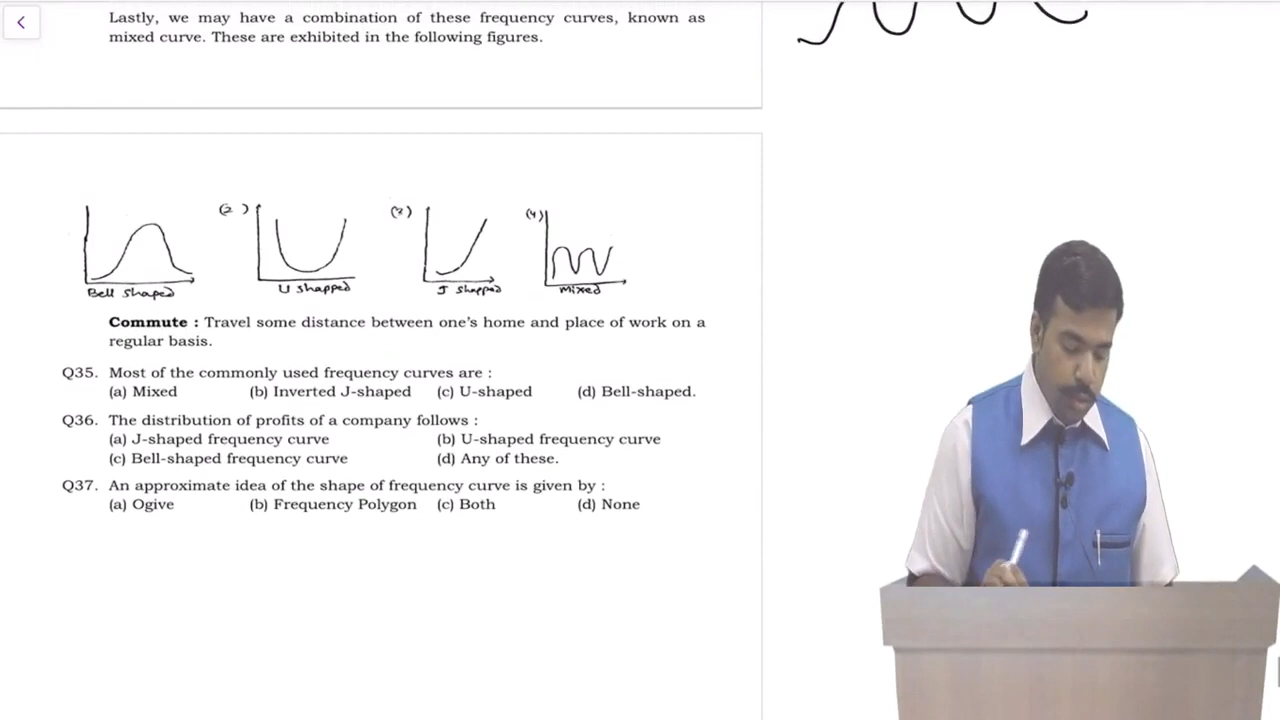 Lastly, we may have a combination of these frequency curves, known as
mixed curve. These are exhibited in the following figures.
(2) (3) (4)
Bell shaped U shapped J shapped Mixed
Commute : Travel some distance between one's home and place of work on a
regular basis.
Q35. Most of the commonly used frequency curves are :
(a) Mixed (b) Inverted J-shaped (c) U-shaped (d) Bell-shaped.
Q36. The distribution of profits of a company follows :
(a) J-shaped frequency curve (b) U-shaped frequency curve
(c) Bell-shaped frequency curve (d) Any of these.
Q37. An approximate idea of the shape of frequency curve is given by :
(a) Ogive (b) Frequency Polygon (c) Both (d) None